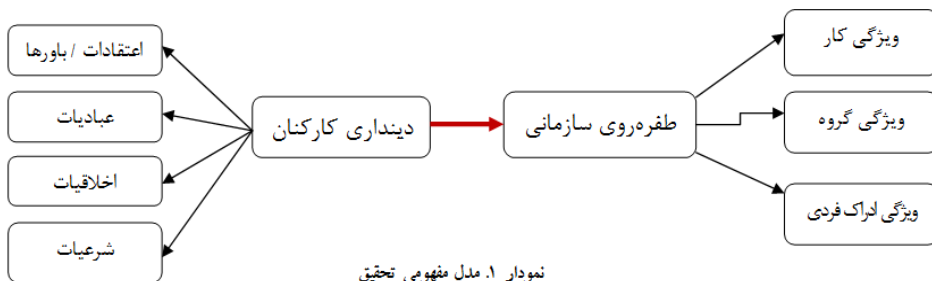 ویژگی کار
ویژگی گروه
ویژگی ادراک فردی
طفره‌روی سازمانی
دینداری کارکنان
اعتقادات / باورها
عبادیات
اخلاقیات
شرعیات
نمودار ۱. مدل مفهومی تحقیق